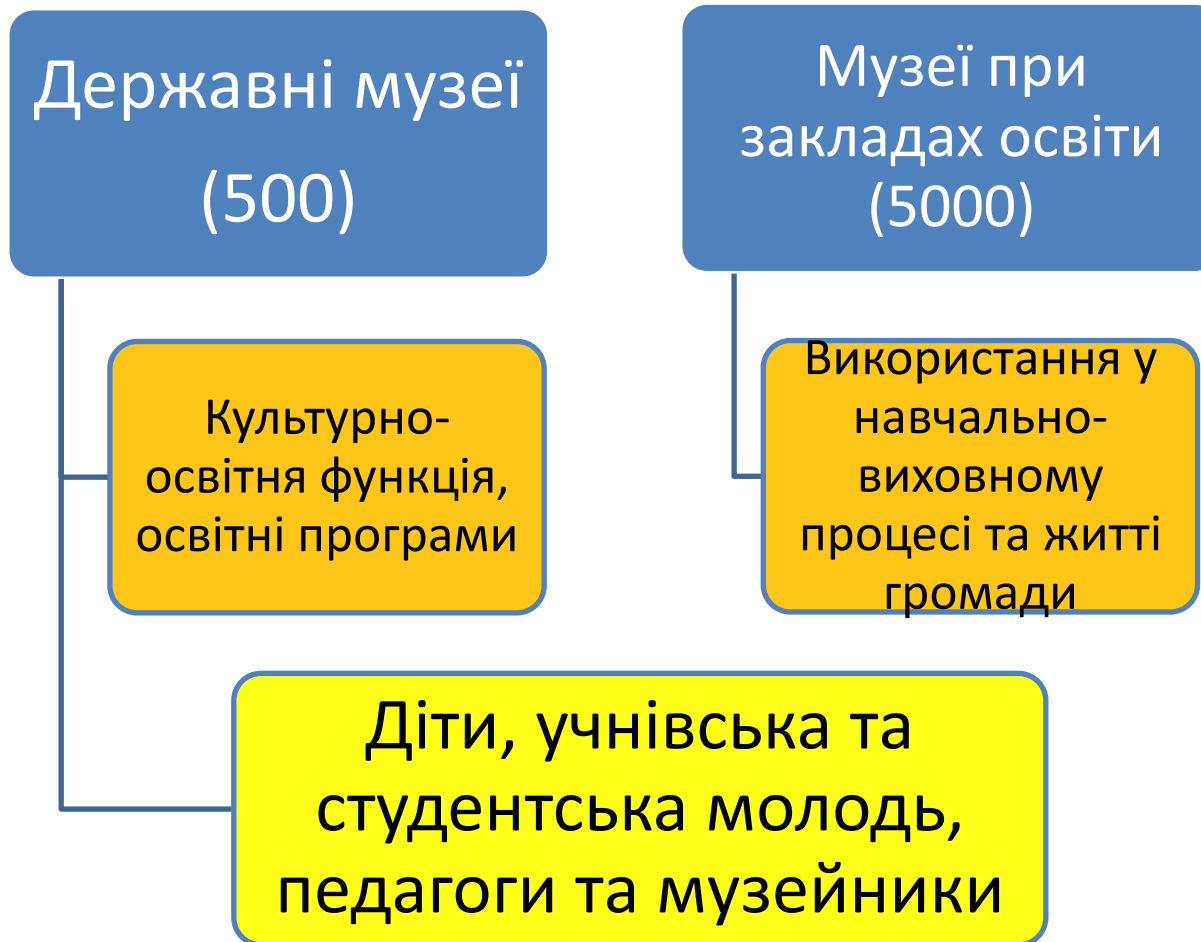 Державні музеї
(500)
Музеї при
закладах освіти
(5000)
Культурно-
освітня функція,
освітні програми
Використання у
навчально-
виховному
процесі та житті
громади
Діти, учнівська та
студентська молодь,
педагоги та музейники